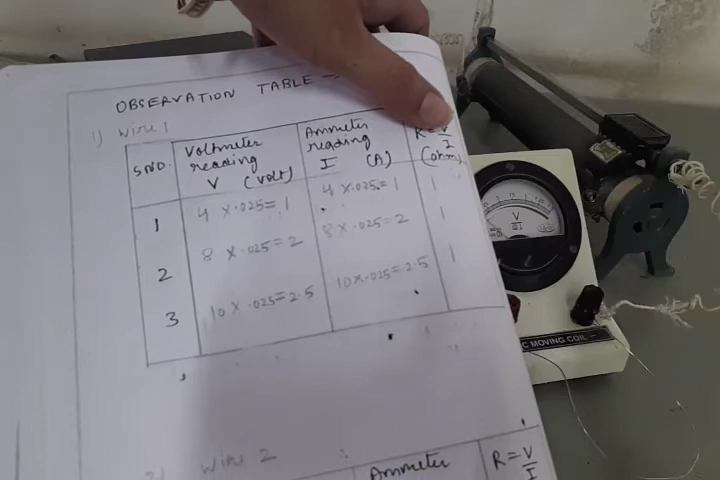 OBSERVATION TABLE -
1) Wire 1
S.NO. Voltmeter reading V (volt) Ammeter reading I (A) R=V/I (ohm)
1 4 X .025= 1 4 X .025= 1 1
2 8 X .025= 2 8 X .025= 2 1
3 10 X .025= 2.5 10 X .025= 2.5 1
2) Wire 2
Ammeter R=V/I
V
C MOVING COIL